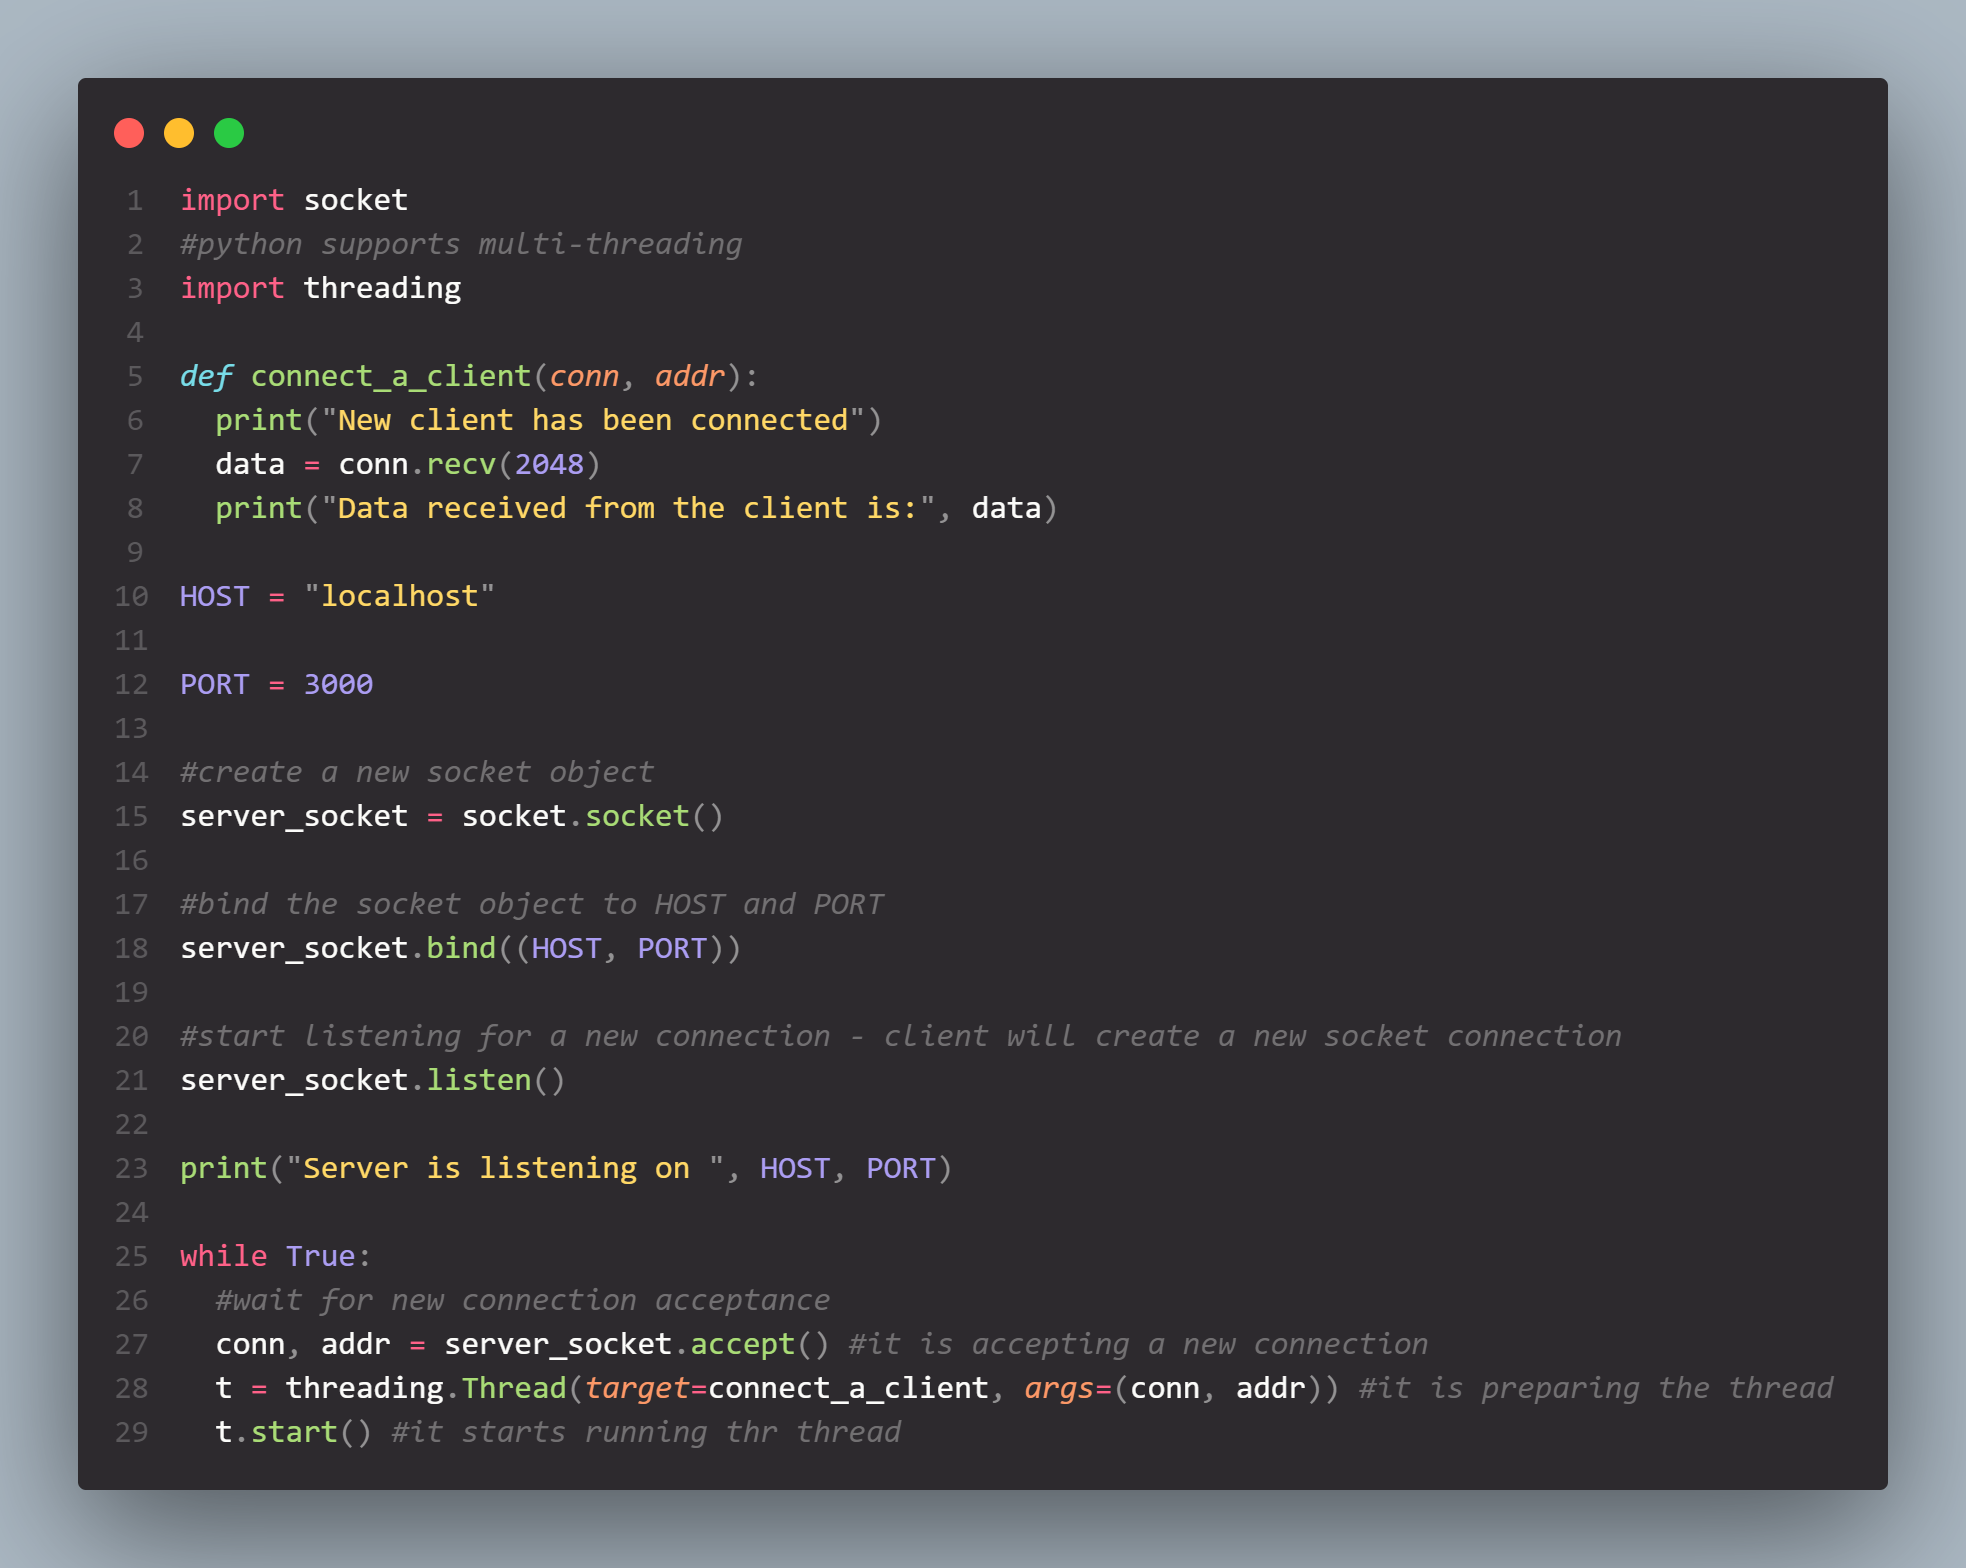 1 import socket
2 #python supports multi-threading
3 import threading
4
5 def connect_a_client(conn, addr):
6   print("New client has been connected")
7   data = conn.recv(2048)
8   print("Data received from the client is:", data)
9
10 HOST = "localhost"
11
12 PORT = 3000
13
14 #create a new socket object
15 server_socket = socket.socket()
16
17 #bind the socket object to HOST and PORT
18 server_socket.bind((HOST, PORT))
19
20 #start listening for a new connection - client will create a new socket connection
21 server_socket.listen()
22
23 print("Server is listening on ", HOST, PORT)
24
25 while True:
26   #wait for new connection acceptance
27   conn, addr = server_socket.accept() #it is accepting a new connection
28   t = threading.Thread(target=connect_a_client, args=(conn, addr)) #it is preparing the thread
29   t.start() #it starts running thr thread